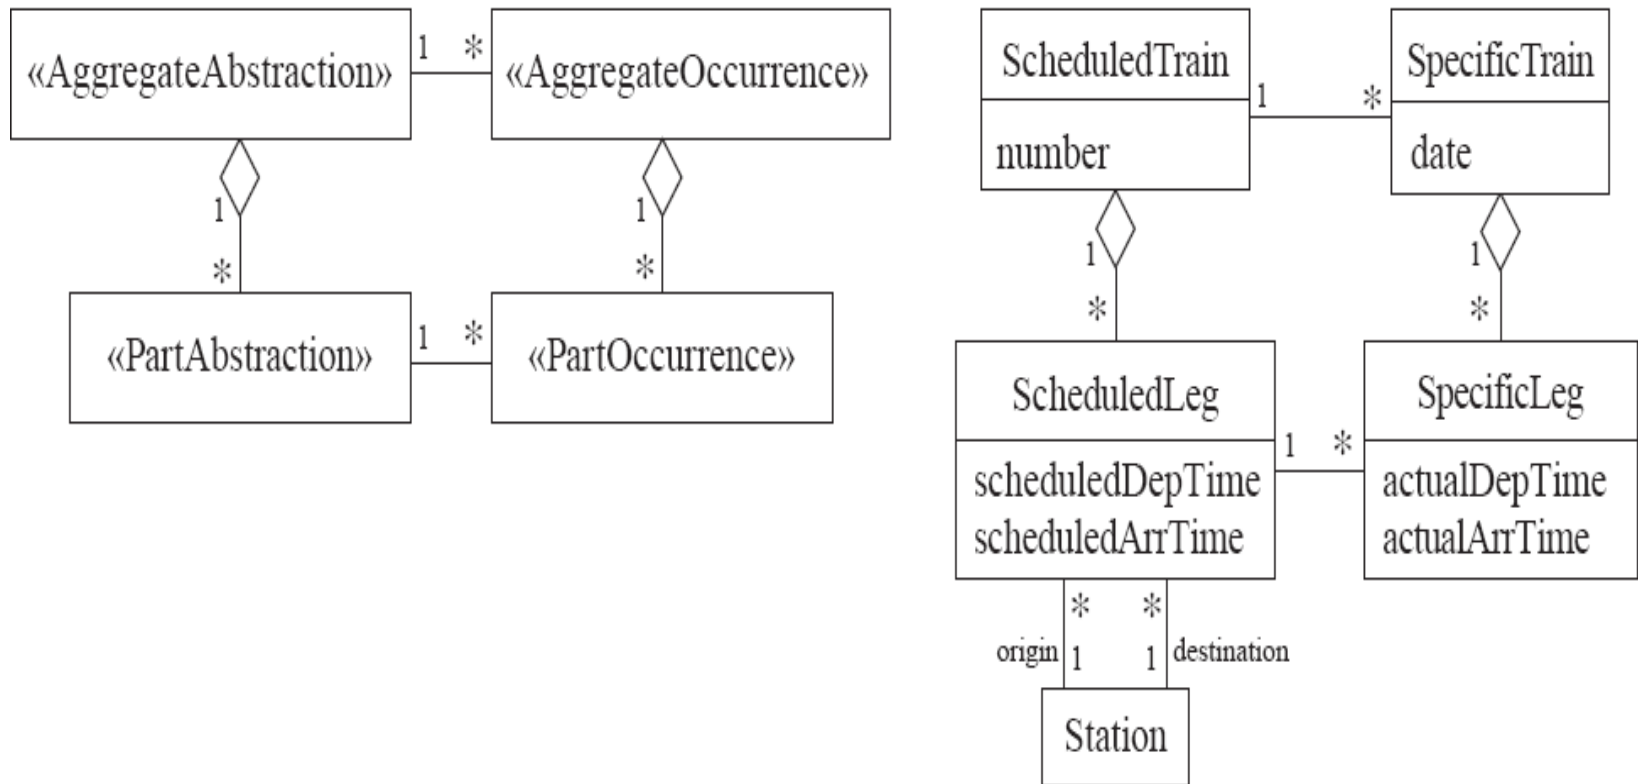 «AggregateAbstraction»
1
*
«AggregateOccurrence»
1
*
1
*
«PartAbstraction»
1
*
«PartOccurrence»
ScheduledTrain
number
1
*
SpecificTrain
date
1
*
1
*
ScheduledLeg
scheduledDepTime
scheduledArrTime
1
*
SpecificLeg
actualDepTime
actualArrTime
*
*
origin
1
1
destination
Station